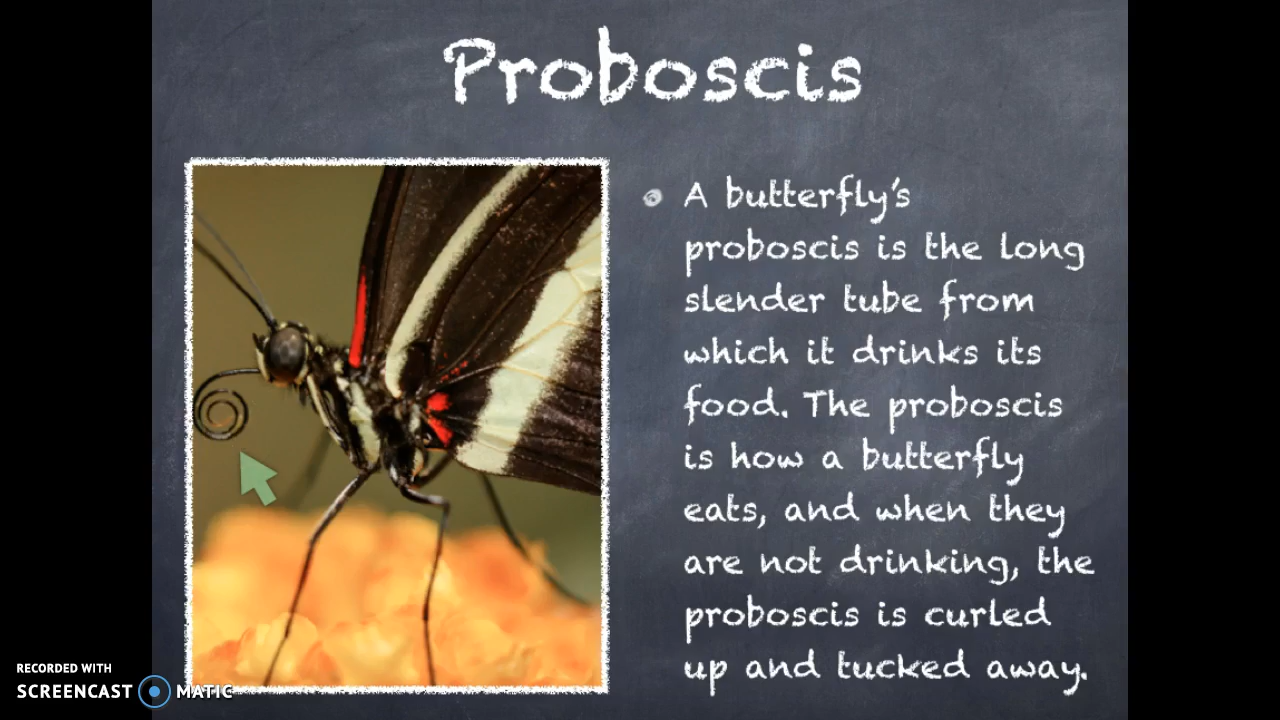 Proboscis
A butterfly's
proboscis is the long
slender tube from
which it drinks its
food. The proboscis
is how a butterfly
eats, and when they
are not drinking, the
proboscis is curled
up and tucked away.
RECORDED WITH
SCREENCAST MATIC